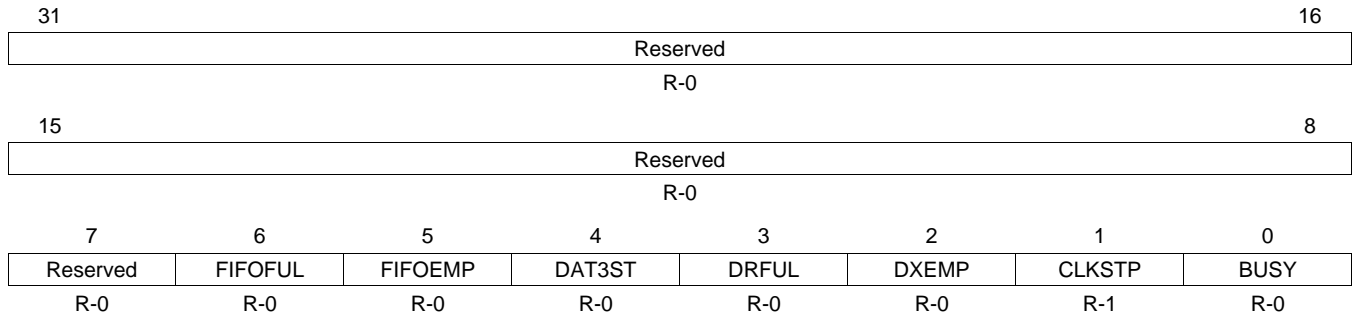 31 16
Reserved
R-0
15 8
Reserved
R-0
7 6 5 4 3 2 1 0
Reserved FIFOFUL FIFOEMP DAT3ST DRFUL DXEMP CLKSTP BUSY
R-0 R-0 R-0 R-0 R-0 R-0 R-1 R-0